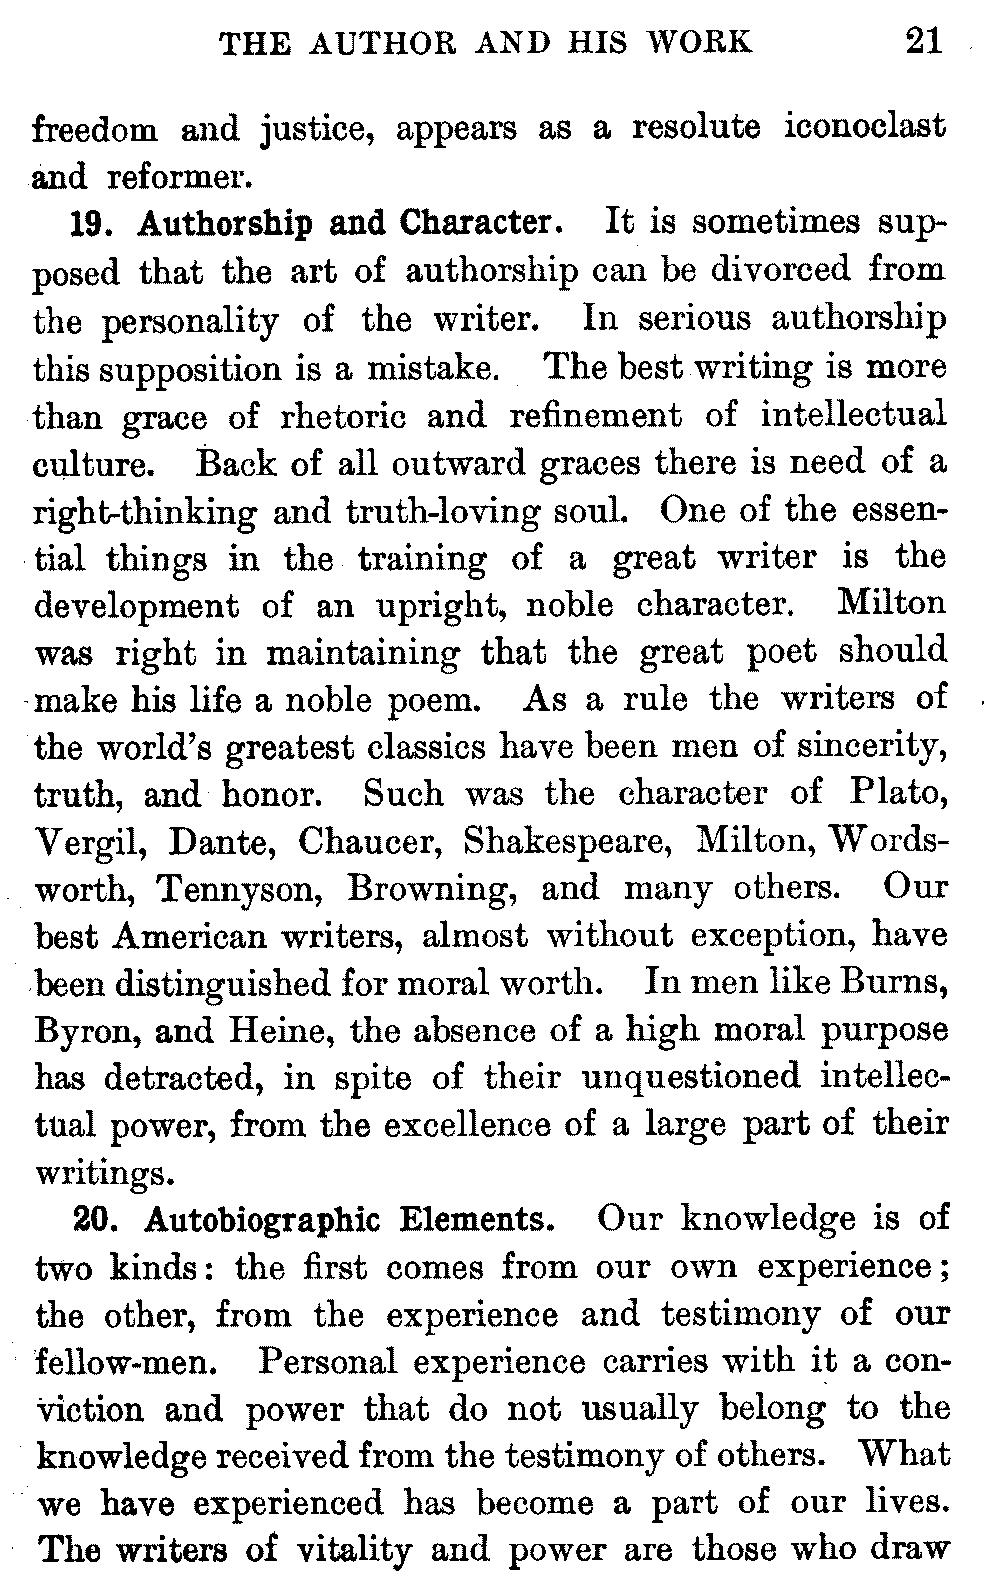 THE AUTHOR AND HIS WORK 21
freedom and justice, appears as a resolute iconoclast
and reformer.
19. Authorship and Character. It is sometimes sup-
posed that the art of authorship can be divorced from
the personality of the writer. In serious authorship
this supposition is a mistake. The best writing is more
than grace of rhetoric and refinement of intellectual
culture. Back of all outward graces there is need of a
right-thinking and truth-loving soul. One of the essen-
tial things in the training of a great writer is the
development of an upright, noble character. Milton
was right in maintaining that the great poet should
make his life a noble poem. As a rule the writers of
the world's greatest classics have been men of sincerity,
truth, and honor. Such was the character of Plato,
Vergil, Dante, Chaucer, Shakespeare, Milton, Words-
worth, Tennyson, Browning, and many others. Our
best American writers, almost without exception, have
been distinguished for moral worth. In men like Burns,
Byron, and Heine, the absence of a high moral purpose
has detracted, in spite of their unquestioned intellec-
tual power, from the excellence of a large part of their
writings.
20. Autobiographic Elements. Our knowledge is of
two kinds: the first comes from our own experience;
the other, from the experience and testimony of our
fellow-men. Personal experience carries with it a con-
viction and power that do not usually belong to the
knowledge received from the testimony of others. What
we have experienced has become a part of our lives.
The writers of vitality and power are those who draw